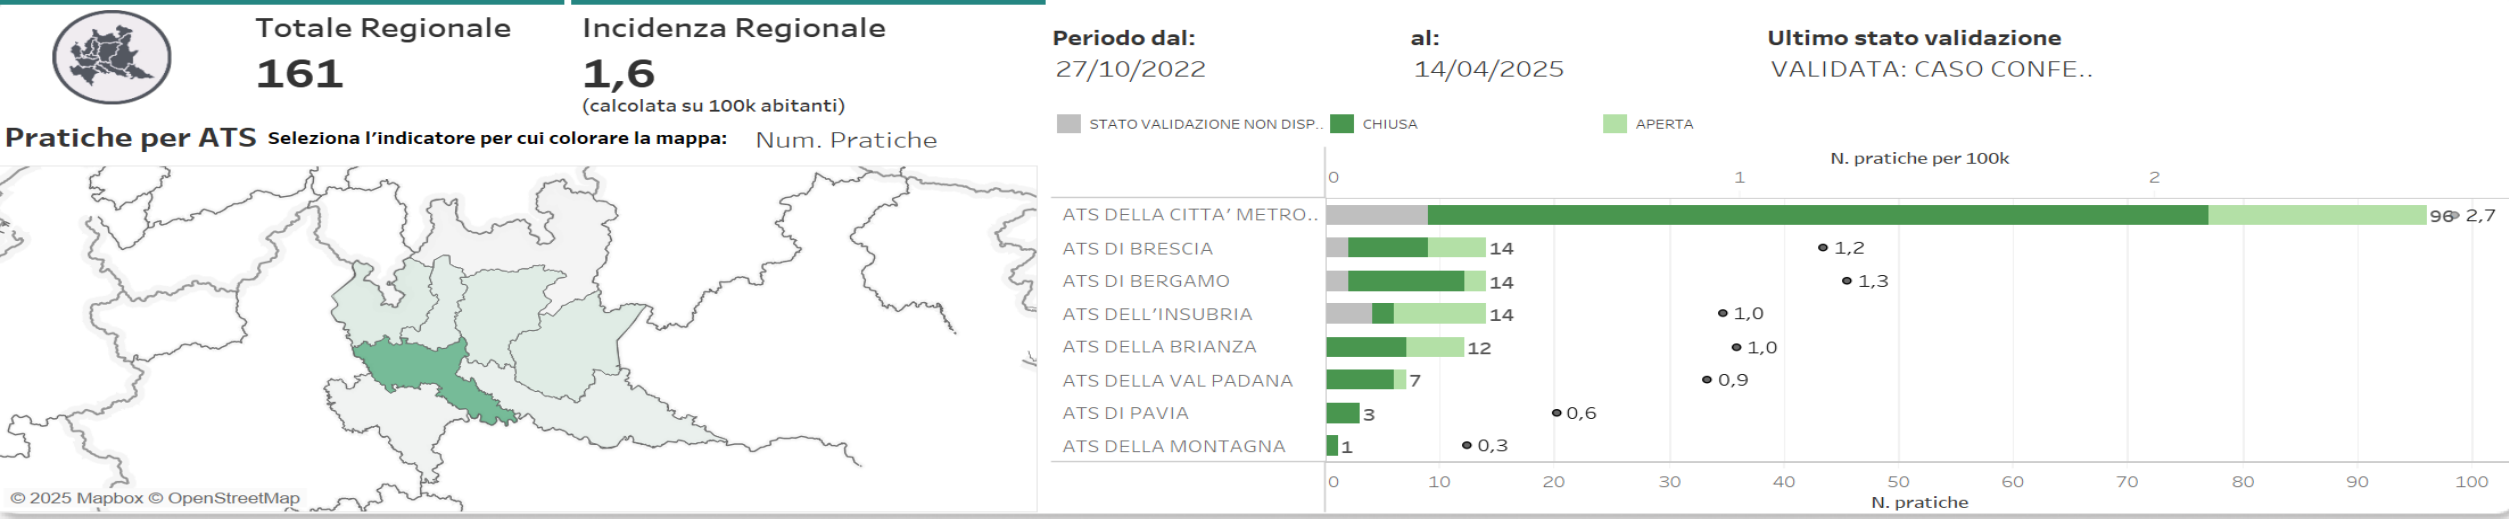 Totale Regionale
161
Incidenza Regionale
1,6
(calcolata su 100k abitanti)
Periodo dal:
27/10/2022
al:
14/04/2025
Ultimo stato validazione
VALIDATA: CASO CONFE..
Pratiche per ATS
Seleziona l'indicatore per cui colorare la mappa:
Num. Pratiche
© 2025 Mapbox © OpenStreetMap
STATO VALIDAZIONE NON DISP..
CHIUSA
APERTA
N. pratiche per 100k
0 1 2
ATS DELLA CITTA' METRO.. 96 2,7
ATS DI BRESCIA 14 1,2
ATS DI BERGAMO 14 1,3
ATS DELL'INSUBRIA 14 1,0
ATS DELLA BRIANZA 12 1,0
ATS DELLA VAL PADANA 7 0,9
ATS DI PAVIA 3 0,6
ATS DELLA MONTAGNA 1 0,3
0 10 20 30 40 50 60 70 80 90 100
N. pratiche